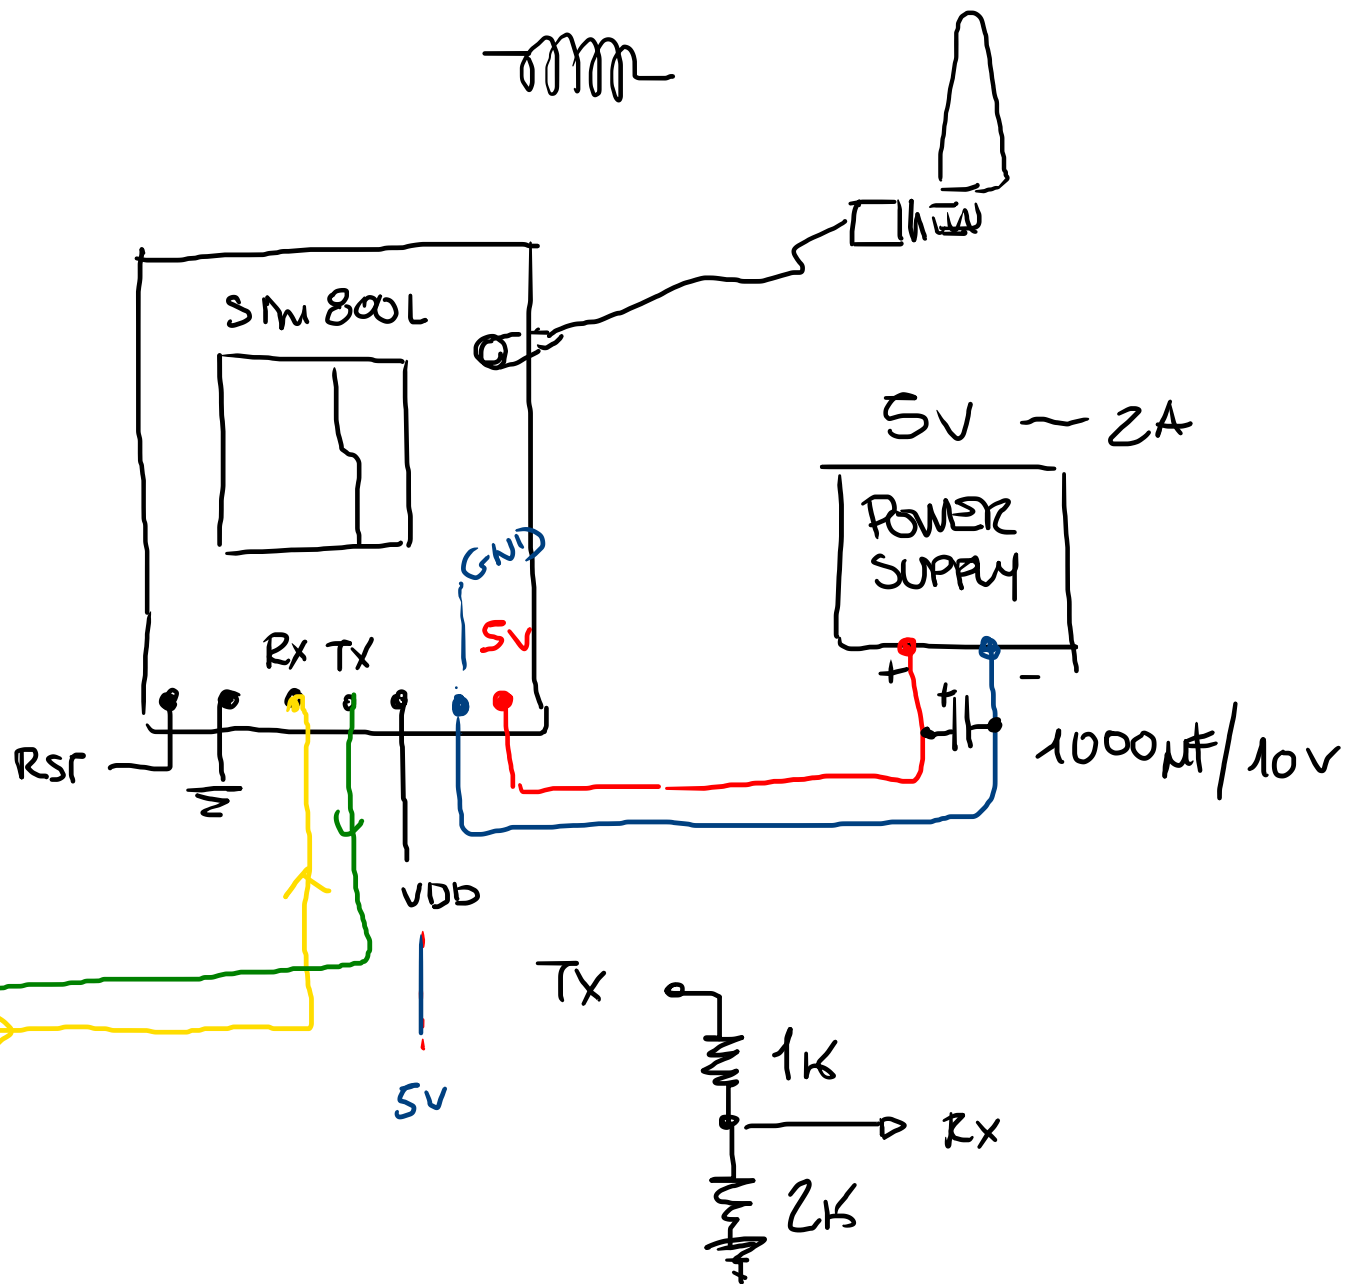 SIM800L
5V - 2A
POWER
SUPPLY
GND
5V
RX TX
+
-
+
RST
1000µF/10V
VDD
TX
1K
5V
RX
2K